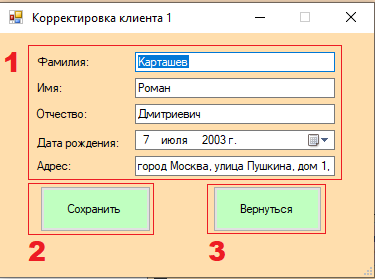 Корректировка клиента 1
1
Фамилия: Карташев
Имя: Роман
Отчество: Дмитриевич
Дата рождения: 7 июля 2003 г.
Адрес: город Москва, улица Пушкина, дом 1,
Сохранить Вернуться
2 3